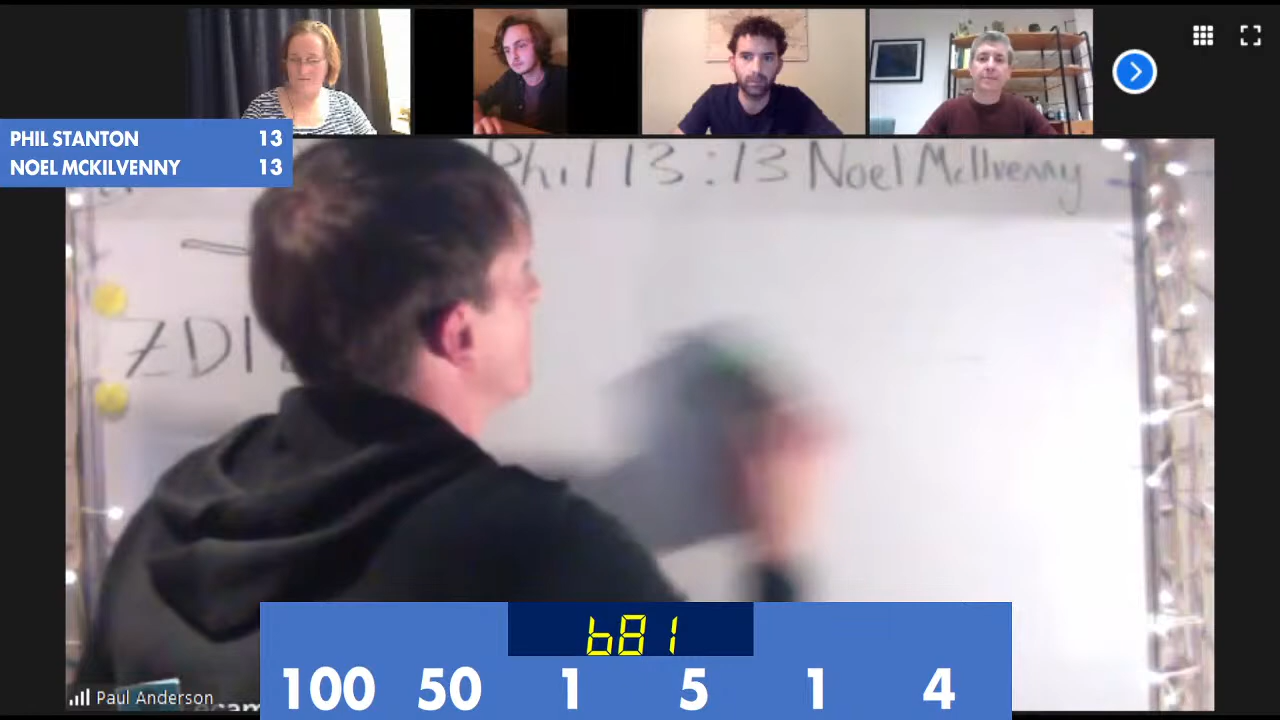 PHIL STANTON 13
NOEL MCKILVENNY 13
Phil 13:13 Noel McIlvenny
ZDI
681
100 50 1 5 1 4
Paul Anderson